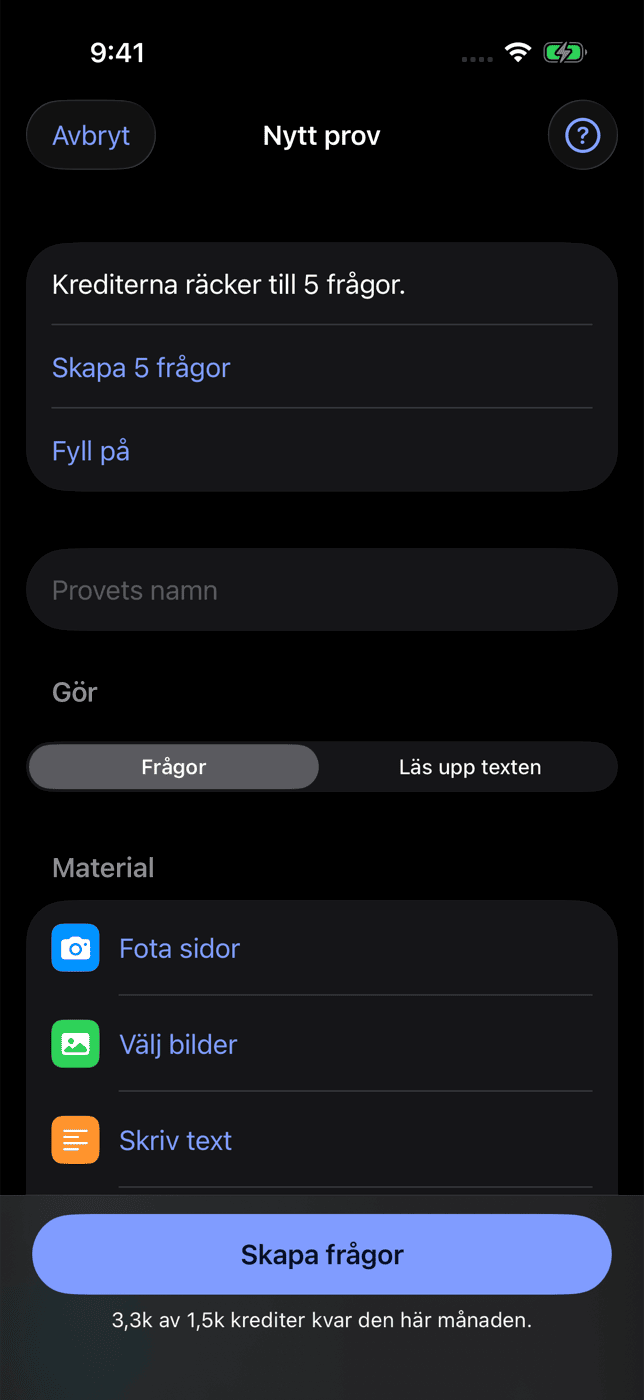 9:41
Avbryt
Nytt prov
?
Krediterna räcker till 5 frågor.
Skapa 5 frågor
Fyll på
Provets namn
Gör
Frågor
Läs upp texten
Material
Fota sidor
Välj bilder
Skriv text
Skapa frågor
3,3k av 1,5k krediter kvar den här månaden.